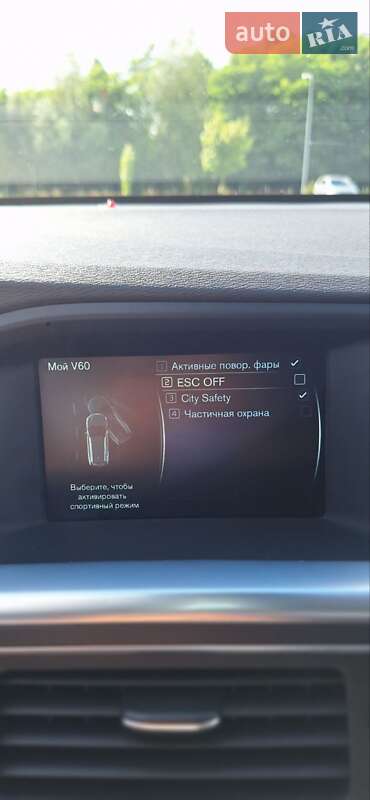 auto RIA .com
Мой V60
1 Активные повор. фары
2 ESC OFF
3 City Safety
4 Частичная охрана
Выберите, чтобы
активировать
спортивный режим